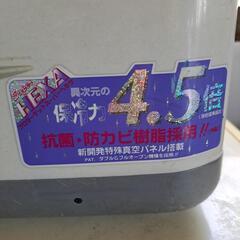 HEXA
異次元の
保冷力 4.5倍
抗菌・防カビ樹脂採用!!
新開発特殊真空パネル搭載
PAT. ダブル&フルオープン機構を採用!!